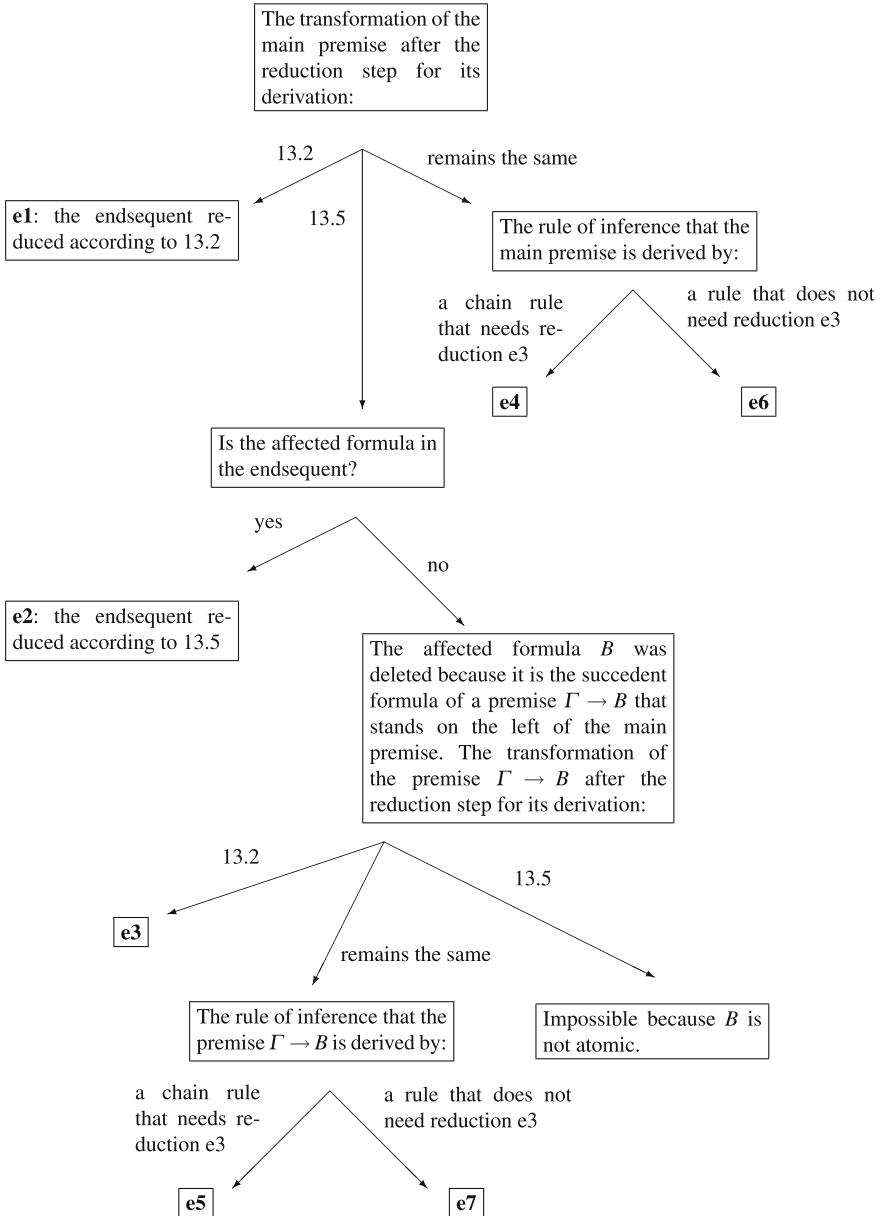 The transformation of the
main premise after the
reduction step for its
derivation:
13.2
remains the same
13.5
e1: the endsequent re-
duced according to 13.2
The rule of inference that the
main premise is derived by:
a chain rule
that needs re-
duction e3
a rule that does not
need reduction e3
e4
e6
Is the affected formula in
the endsequent?
yes
no
e2: the endsequent re-
duced according to 13.5
The affected formula B was
deleted because it is the succedent
formula of a premise Γ → B that
stands on the left of the main
premise. The transformation of
the premise Γ → B after the
reduction step for its derivation:
13.2
13.5
e3
remains the same
The rule of inference that the
premise Γ → B is derived by:
Impossible because B is
not atomic.
a chain rule
that needs re-
duction e3
a rule that does not
need reduction e3
e5
e7